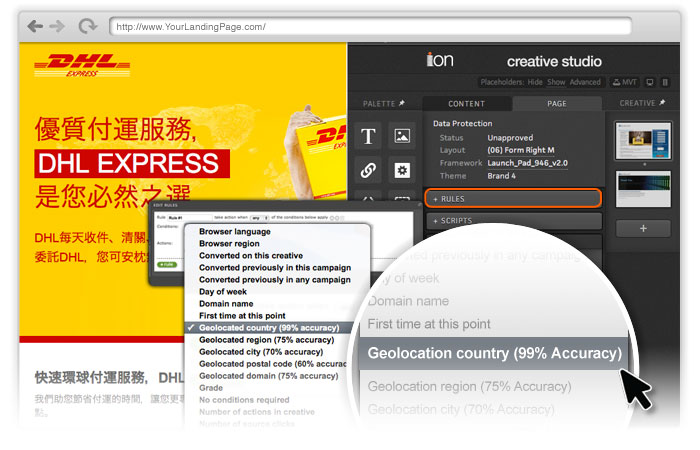 http://www.YourLandingPage.com/
DHL
EXPRESS
優質付運服務,
DHL EXPRESS
是您必然之選
DHL每天收件、清關、
委託DHL, 您可安枕
快速環球付運服務, DHL
我們助您節省付運的時間, 讓您更
點。
ion
creative studio
Placeholders: Hide Show Advanced
MVT
PALETTE
CONTENT
PAGE
CREATIVE
Data Protection
Status Unapproved
Layout (06) Form Right M
Framework Launch_Pad_946_v2.0
Theme Brand 4
+ RULES
+ SCRIPTS
EDIT RULES
Rule: Rule #1 take action when any of the conditions below apply
Conditions:
Actions:
+ RULE
Browser language
Browser region
Converted on this creative
Converted previously in this campaign
Converted previously in any campaign
Day of week
Domain name
First time at this point
✓ Geolocated country (99% accuracy)
Geolocated region (75% accuracy)
Geolocated city (70% accuracy)
Geolocated postal code (60% accurac
Geolocated domain (75% accuracy)
Grade
No conditions required
Number of actions in creative
Number of source clicks
Converted previously in any campaign
Day of week
Domain name
First time at this point
Geolocation country (99% Accuracy)
Geolocation region (75% Accuracy)
Geolocation city (70% Accuracy)